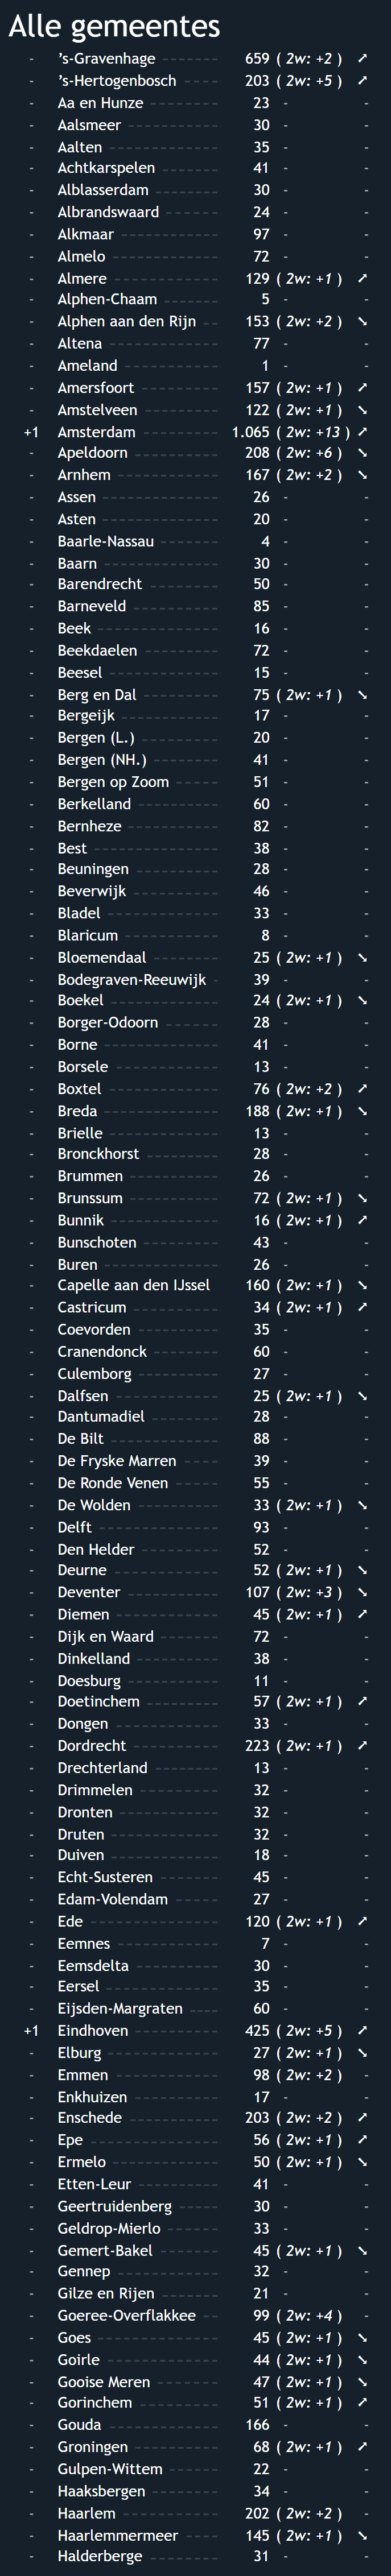 Alle gemeentes
- ’s-Gravenhage 659 ( 2w: +2 ) ➚
- ’s-Hertogenbosch 203 ( 2w: +5 ) ➚
- Aa en Hunze 23 - -
- Aalsmeer 30 - -
- Aalten 35 - -
- Achtkarspelen 41 - -
- Alblasserdam 30 - -
- Albrandswaard 24 - -
- Alkmaar 97 - -
- Almelo 72 - -
- Almere 129 ( 2w: +1 ) ➚
- Alphen-Chaam 5 - -
- Alphen aan den Rijn 153 ( 2w: +2 ) ➘
- Altena 77 - -
- Ameland 1 - -
- Amersfoort 157 ( 2w: +1 ) ➚
- Amstelveen 122 ( 2w: +1 ) ➘
+1 Amsterdam 1.065 ( 2w: +13 ) ➚
- Apeldoorn 208 ( 2w: +6 ) ➘
- Arnhem 167 ( 2w: +2 ) ➘
- Assen 26 - -
- Asten 20 - -
- Baarle-Nassau 4 - -
- Baarn 30 - -
- Barendrecht 50 - -
- Barneveld 85 - -
- Beek 16 - -
- Beekdaelen 72 - -
- Beesel 15 - -
- Berg en Dal 75 ( 2w: +1 ) ➘
- Bergeijk 17 - -
- Bergen (L.) 20 - -
- Bergen (NH.) 41 - -
- Bergen op Zoom 51 - -
- Berkelland 60 - -
- Bernheze 82 - -
- Best 38 - -
- Beuningen 28 - -
- Beverwijk 46 - -
- Bladel 33 - -
- Blaricum 8 - -
- Bloemendaal 25 ( 2w: +1 ) ➘
- Bodegraven-Reeuwijk 39 - -
- Boekel 24 ( 2w: +1 ) ➘
- Borger-Odoorn 28 - -
- Borne 41 - -
- Borsele 13 - -
- Boxtel 76 ( 2w: +2 ) ➚
- Breda 188 ( 2w: +1 ) ➘
- Brielle 13 - -
- Bronckhorst 28 - -
- Brummen 26 - -
- Brunssum 72 ( 2w: +1 ) ➘
- Bunnik 16 ( 2w: +1 ) ➚
- Bunschoten 43 - -
- Buren 26 - -
- Capelle aan den IJssel 160 ( 2w: +1 ) ➘
- Castricum 34 ( 2w: +1 ) ➚
- Coevorden 35 - -
- Cranendonck 60 - -
- Culemborg 27 - -
- Dalfsen 25 ( 2w: +1 ) ➘
- Dantumadiel 28 - -
- De Bilt 88 - -
- De Fryske Marren 39 - -
- De Ronde Venen 55 - -
- De Wolden 33 ( 2w: +1 ) ➘
- Delft 93 - -
- Den Helder 52 - -
- Deurne 52 ( 2w: +1 ) ➘
- Deventer 107 ( 2w: +3 ) ➘
- Diemen 45 ( 2w: +1 ) ➚
- Dijk en Waard 72 - -
- Dinkelland 38 - -
- Doesburg 11 - -
- Doetinchem 57 ( 2w: +1 ) ➚
- Dongen 33 - -
- Dordrecht 223 ( 2w: +1 ) ➚
- Drechterland 13 - -
- Drimmelen 32 - -
- Dronten 32 - -
- Druten 32 - -
- Duiven 18 - -
- Echt-Susteren 45 - -
- Edam-Volendam 27 - -
- Ede 120 ( 2w: +1 ) ➚
- Eemnes 7 - -
- Eemsdelta 30 - -
- Eersel 35 - -
- Eijsden-Margraten 60 - -
+1 Eindhoven 425 ( 2w: +5 ) ➚
- Elburg 27 ( 2w: +1 ) ➘
- Emmen 98 ( 2w: +2 ) -
- Enkhuizen 17 - -
- Enschede 203 ( 2w: +2 ) ➚
- Epe 56 ( 2w: +1 ) ➚
- Ermelo 50 ( 2w: +1 ) ➘
- Etten-Leur 41 - -
- Geertruidenberg 30 - -
- Geldrop-Mierlo 33 - -
- Gemert-Bakel 45 ( 2w: +1 ) ➘
- Gennep 32 - -
- Gilze en Rijen 21 - -
- Goeree-Overflakkee 99 ( 2w: +4 ) -
- Goes 45 ( 2w: +1 ) ➘
- Goirle 44 ( 2w: +1 ) ➘
- Gooise Meren 47 ( 2w: +1 ) ➘
- Gorinchem 51 ( 2w: +1 ) ➚
- Gouda 166 - -
- Groningen 68 ( 2w: +1 ) ➚
- Gulpen-Wittem 22 - -
- Haaksbergen 34 - -
- Haarlem 202 ( 2w: +2 ) -
- Haarlemmermeer 145 ( 2w: +1 ) ➘
- Halderberge 31 - -